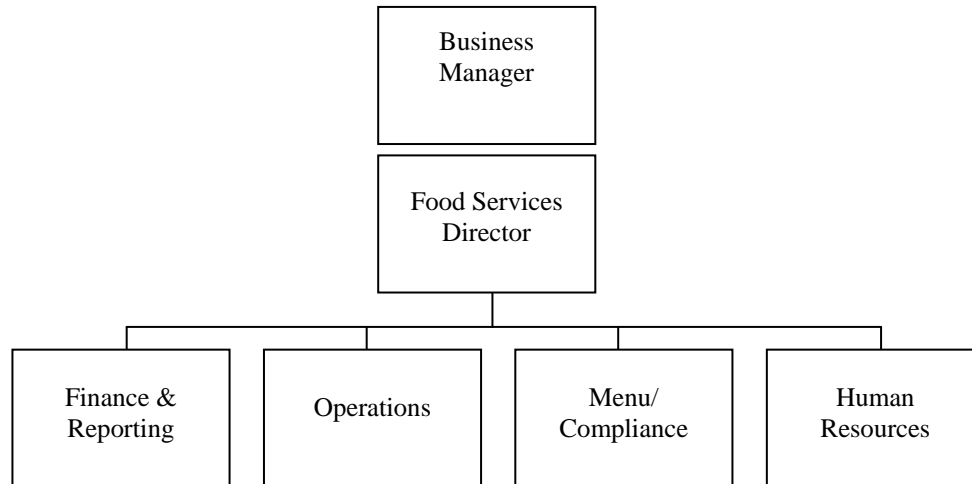 Business
Manager
Food Services
Director
Finance &
Reporting
Operations
Menu/
Compliance
Human
Resources